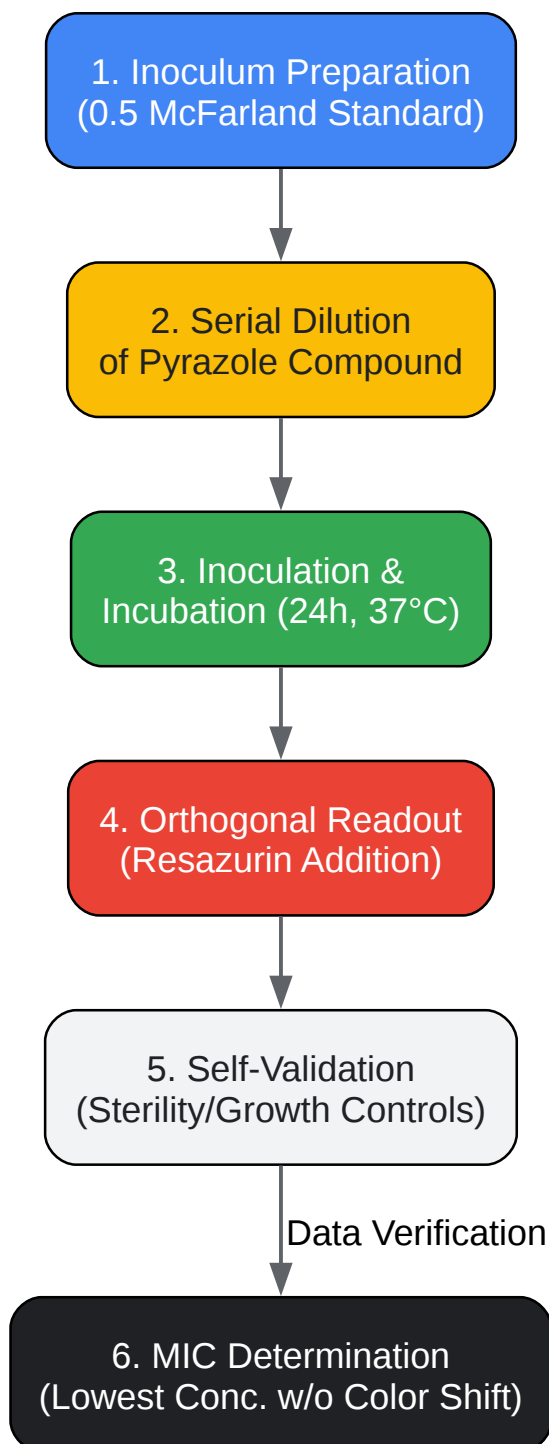 1. Inoculum Preparation
(0.5 McFarland Standard)
2. Serial Dilution
of Pyrazole Compound
3. Inoculation &
Incubation (24h, 37°C)
4. Orthogonal Readout
(Resazurin Addition)
5. Self-Validation
(Sterility/Growth Controls)
Data Verification
6. MIC Determination
(Lowest Conc. w/o Color Shift)